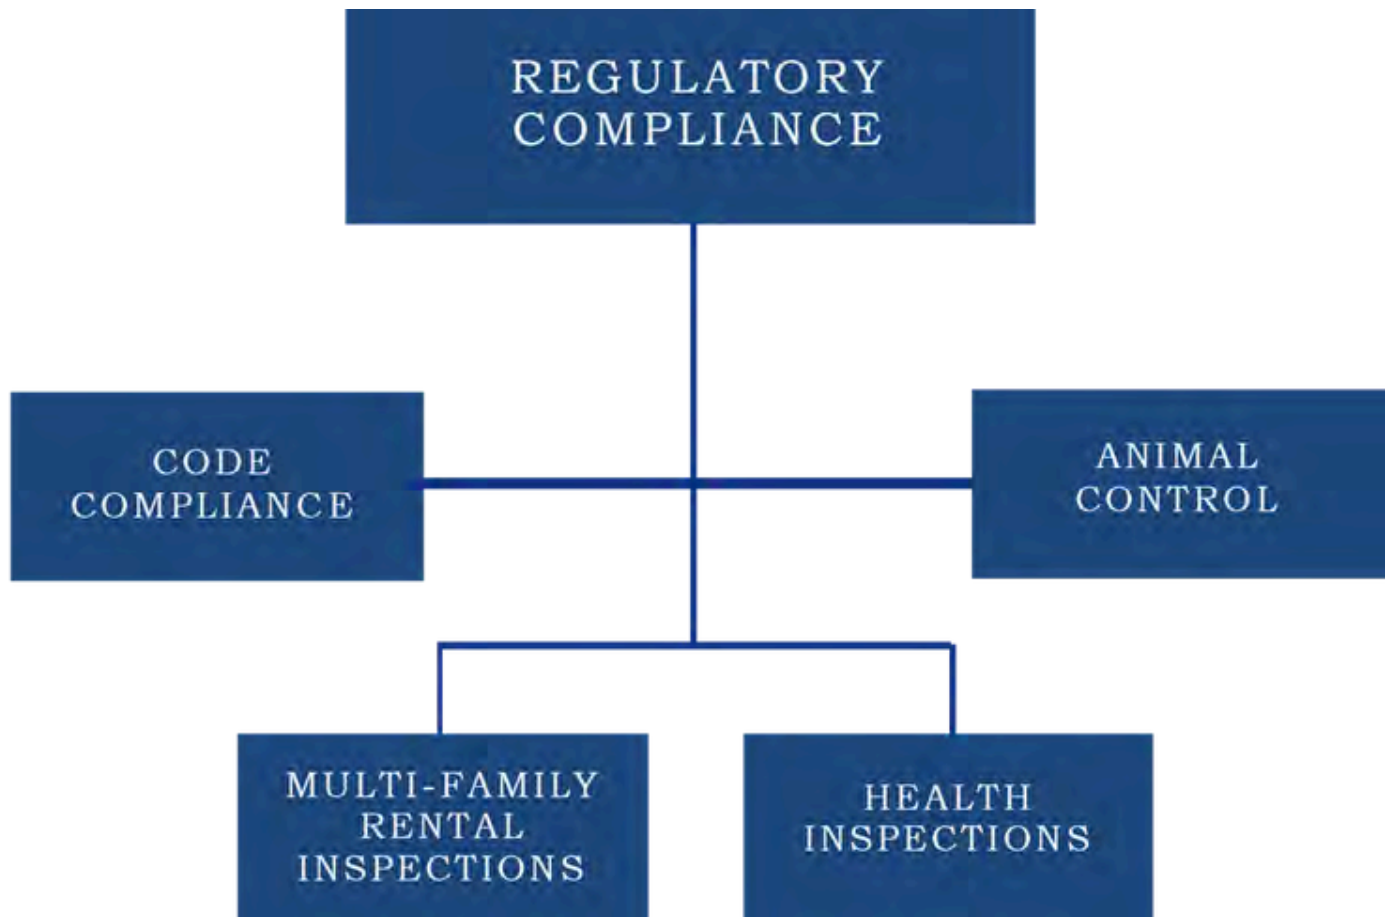 REGULATORY
COMPLIANCE
CODE
COMPLIANCE
ANIMAL
CONTROL
MULTI-FAMILY
RENTAL
INSPECTIONS
HEALTH
INSPECTIONS